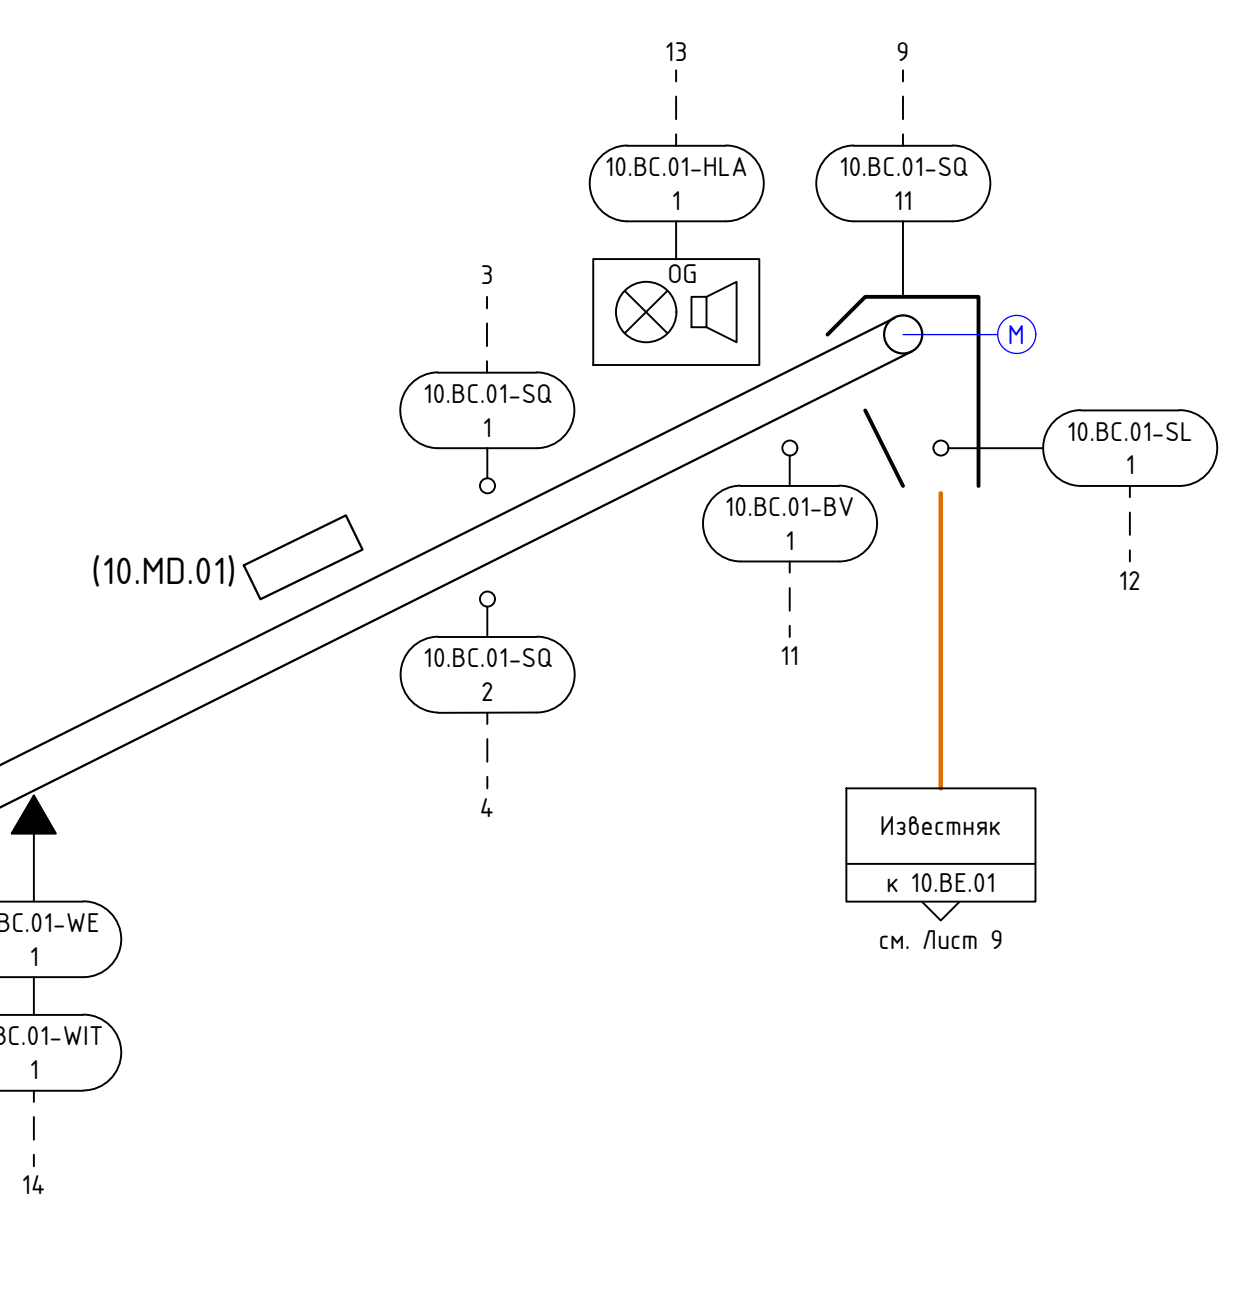 13
9
10.BC.01-HLA
1
10.BC.01-SQ
11
OG
3
M
10.BC.01-SQ
1
10.BC.01-SL
1
10.BC.01-BV
1
(10.MD.01)
12
11
10.BC.01-SQ
2
4
Известняк
к 10.BE.01
см. Лист 9
BC.01-WE
1
BC.01-WIT
1
14